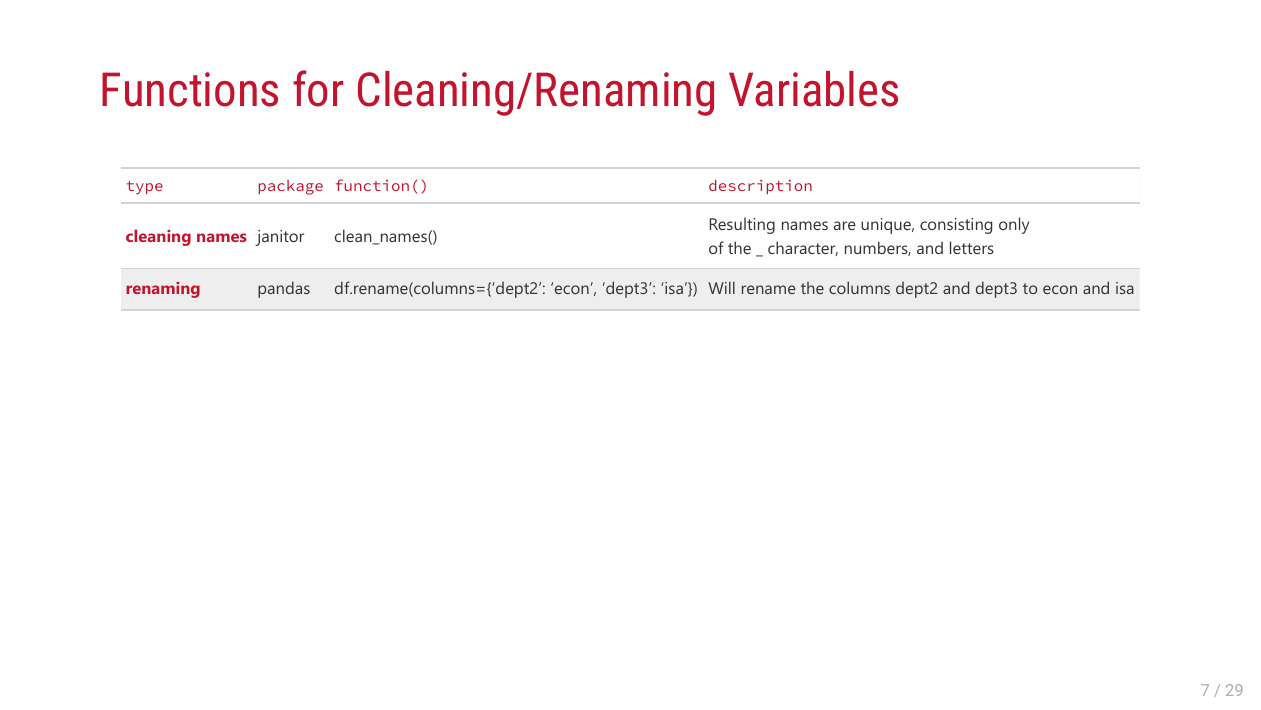 Functions for Cleaning/Renaming Variables
type package function() description
cleaning names janitor clean_names() Resulting names are unique, consisting only
of the _ character, numbers, and letters
renaming pandas df.rename(columns={‘dept2’: ‘econ’, ‘dept3’: ‘isa’}) Will rename the columns dept2 and dept3 to econ and isa
7 / 29